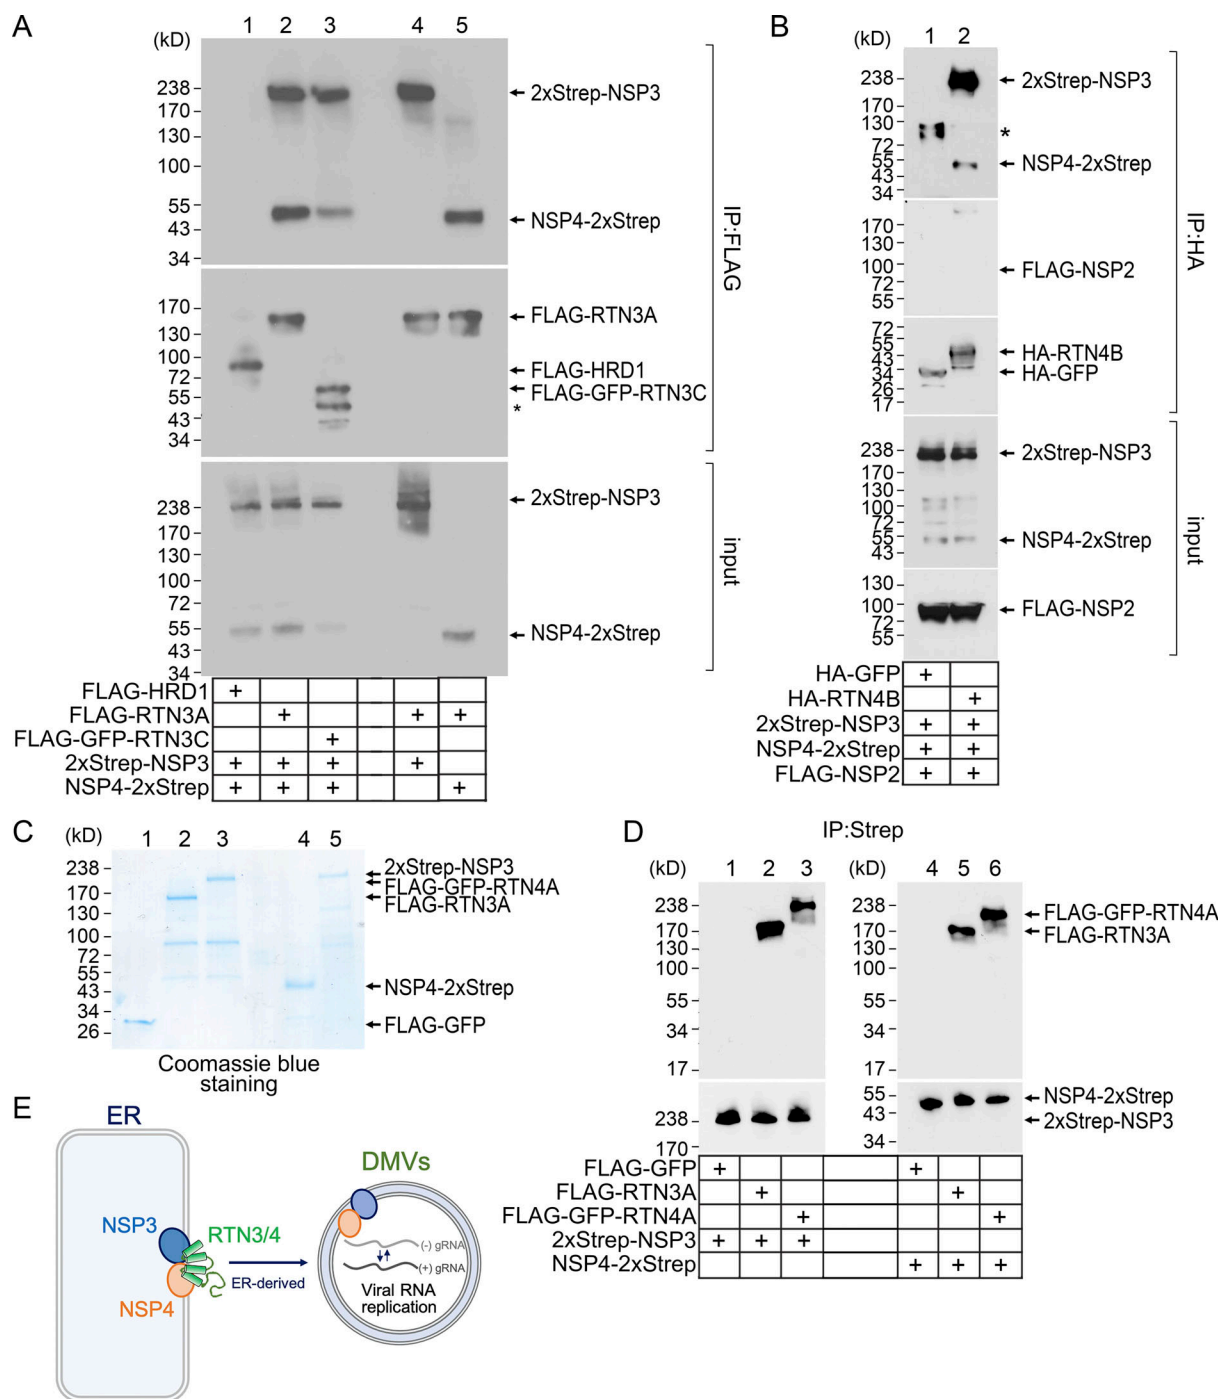 A
(kD) 1 2 3 4 5
238
170
130
100
55
43
34
2xStrep-NSP3
NSP4-2xStrep
170
130
100
72
55
43
34
FLAG-RTN3A
FLAG-HRD1
FLAG-GFP-RTN3C
*
IP:FLAG
238
170
130
100
72
55
43
34
2xStrep-NSP3
NSP4-2xStrep
input
FLAG-HRD1 +
FLAG-RTN3A + + +
FLAG-GFP-RTN3C +
2xStrep-NSP3 + + + +
NSP4-2xStrep + + + +
B
(kD) 1 2
238
170
130
72
55
43
34
2xStrep-NSP3
*
NSP4-2xStrep
170
130
100
72
55
FLAG-NSP2
72
55
43
34
26
17
HA-RTN4B
HA-GFP
IP:HA
238
170
130
100
72
55
43
2xStrep-NSP3
NSP4-2xStrep
130
100
72
55
FLAG-NSP2
input
HA-GFP +
HA-RTN4B +
2xStrep-NSP3 + +
NSP4-2xStrep + +
FLAG-NSP2 + +
C
(kD) 1 2 3 4 5
238
170
130
100
72
55
43
34
26
2xStrep-NSP3
FLAG-GFP-RTN4A
FLAG-RTN3A
NSP4-2xStrep
FLAG-GFP
Coomassie blue
staining
D
IP:Strep
(kD) 1 2 3
(kD) 4 5 6
238
170
130
100
55
34
17
238
170
238
170
130
100
55
34
17
55
43
34
FLAG-GFP-RTN4A
FLAG-RTN3A
NSP4-2xStrep
2xStrep-NSP3
FLAG-GFP + +
FLAG-RTN3A + +
FLAG-GFP-RTN4A + +
2xStrep-NSP3 + + +
NSP4-2xStrep + + +
E
ER
NSP3
RTN3/4
NSP4
ER-derived
DMVs
(-) gRNA
(+) gRNA
Viral RNA
replication